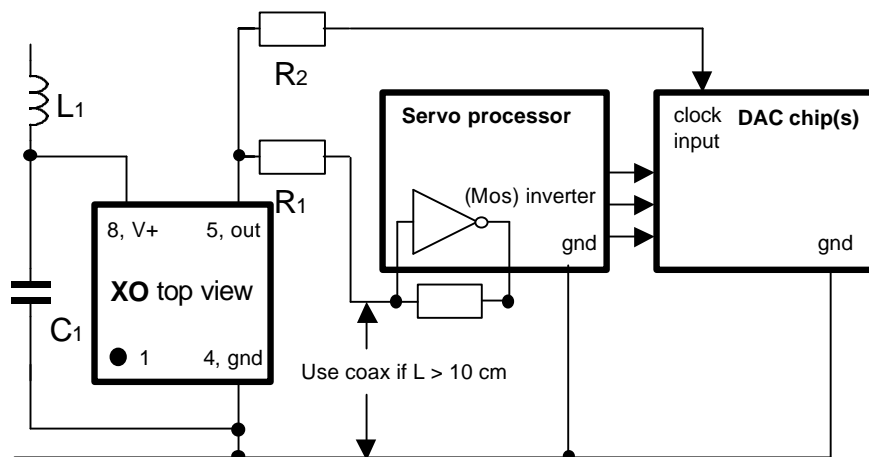 R2
L1
R1
C1
8, V+
5, out
XO top view
1
4, gnd
Servo processor
(Mos) inverter
gnd
clock
input
DAC chip(s)
gnd
Use coax if L > 10 cm